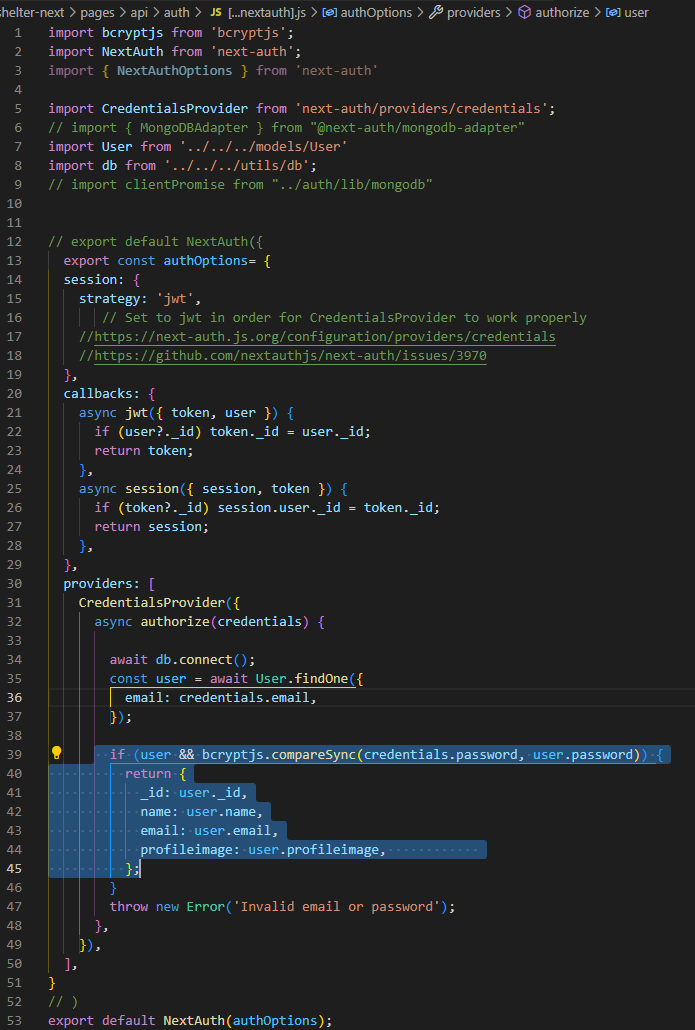 shelter-next > pages > api > auth > JS [...nextauth].js > authOptions > providers > authorize > user
1 import bcryptjs from 'bcryptjs';
2 import NextAuth from 'next-auth';
3 import { NextAuthOptions } from 'next-auth'
4
5 import CredentialsProvider from 'next-auth/providers/credentials';
6 // import { MongoDBAdapter } from "@next-auth/mongodb-adapter"
7 import User from '../../../models/User'
8 import db from '../../../utils/db';
9 // import clientPromise from "../auth/lib/mongodb"
10
11
12 // export default NextAuth({
13 export const authOptions= {
14 session: {
15 strategy: 'jwt',
16 // Set to jwt in order for CredentialsProvider to work properly
17 //https://next-auth.js.org/configuration/providers/credentials
18 //https://github.com/nextauthjs/next-auth/issues/3970
19 },
20 callbacks: {
21 async jwt({ token, user }) {
22 if (user?._id) token._id = user._id;
23 return token;
24 },
25 async session({ session, token }) {
26 if (token?._id) session.user._id = token._id;
27 return session;
28 },
29 },
30 providers: [
31 CredentialsProvider({
32 async authorize(credentials) {
33
34 await db.connect();
35 const user = await User.findOne({
36 email: credentials.email,
37 });
38
39 if (user && bcryptjs.compareSync(credentials.password, user.password)) {
40 return {
41 _id: user._id,
42 name: user.name,
43 email: user.email,
44 profileimage: user.profileimage,
45 };
46 }
47 throw new Error('Invalid email or password');
48 },
49 }),
50 ],
51 }
52 // )
53 export default NextAuth(authOptions);